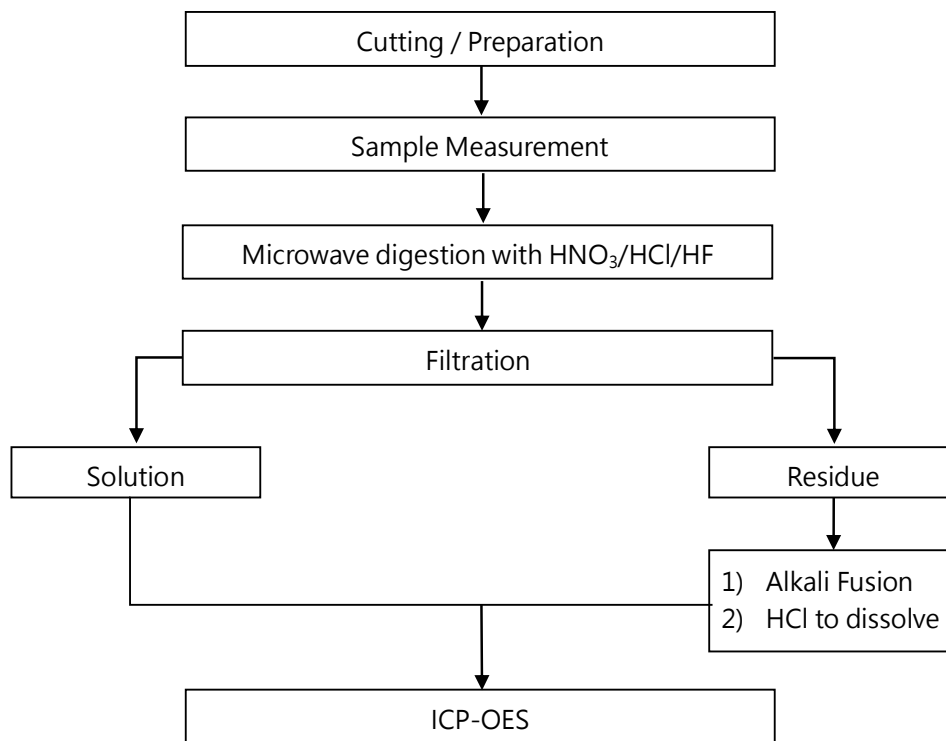 Cutting / Preparation
Sample Measurement
Microwave digestion with HNO₃/HCl/HF
Filtration
Solution
Residue
1) Alkali Fusion
2) HCl to dissolve
ICP-OES